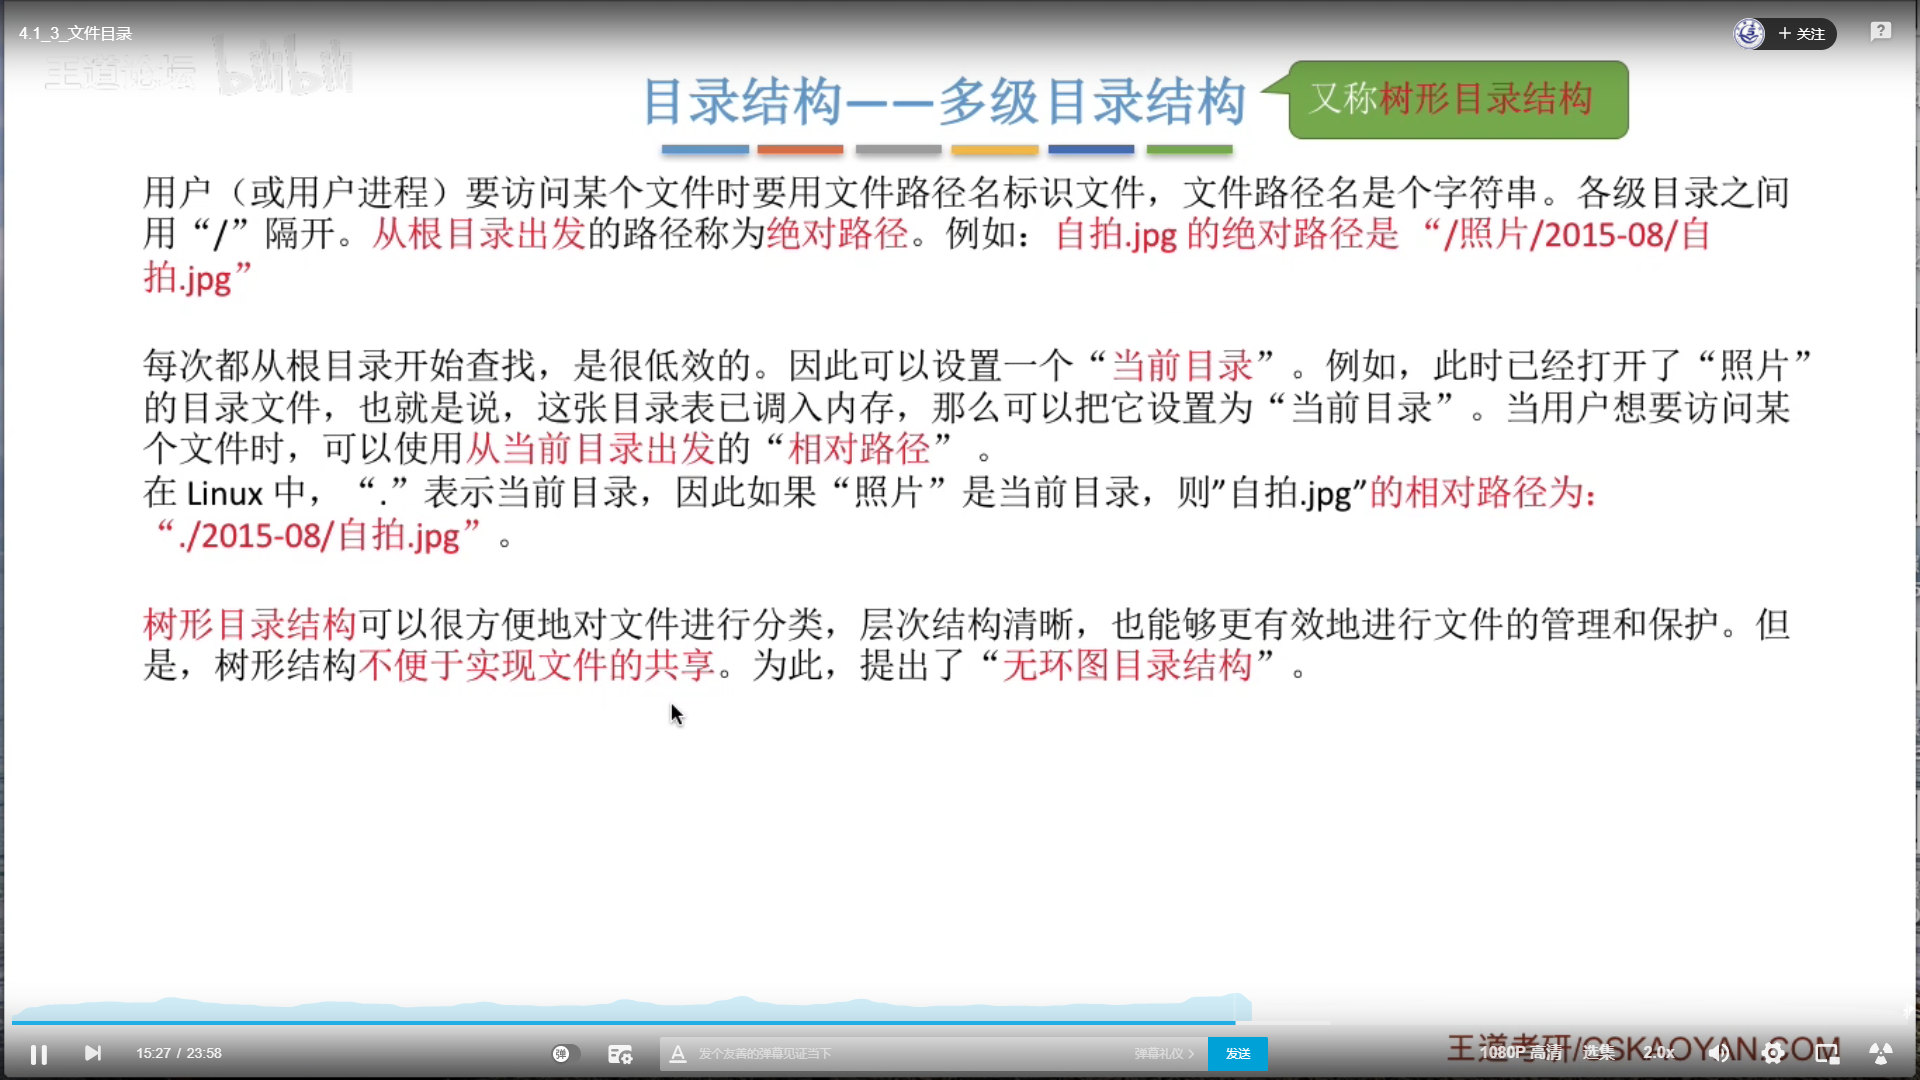 4.1_3_文件目录
+ 关注
王道论坛 bilibili
目录结构——多级目录结构
又称树形目录结构
用户（或用户进程）要访问某个文件时要用文件路径名标识文件，文件路径名是个字符串。各级目录之间
用“/”隔开。从根目录出发的路径称为绝对路径。例如：自拍.jpg 的绝对路径是 “/照片/2015-08/自
拍.jpg”
每次都从根目录开始查找，是很低效的。因此可以设置一个“当前目录”。例如，此时已经打开了“照片”
的目录文件，也就是说，这张目录表已调入内存，那么可以把它设置为“当前目录”。当用户想要访问某
个文件时，可以使用从当前目录出发的“相对路径”。
在 Linux 中，“.”表示当前目录，因此如果“照片”是当前目录，则”自拍.jpg”的相对路径为：
“./2015-08/自拍.jpg”。
树形目录结构可以很方便地对文件进行分类，层次结构清晰，也能够更有效地进行文件的管理和保护。但
是，树形结构不便于实现文件的共享。为此，提出了“无环图目录结构”。
15:27 / 23:58
弹
发个友善的弹幕见证当下
弹幕礼仪 >
发送
王道考研/CSKAOYAN.COM
1080P 高清
选集
2.0x